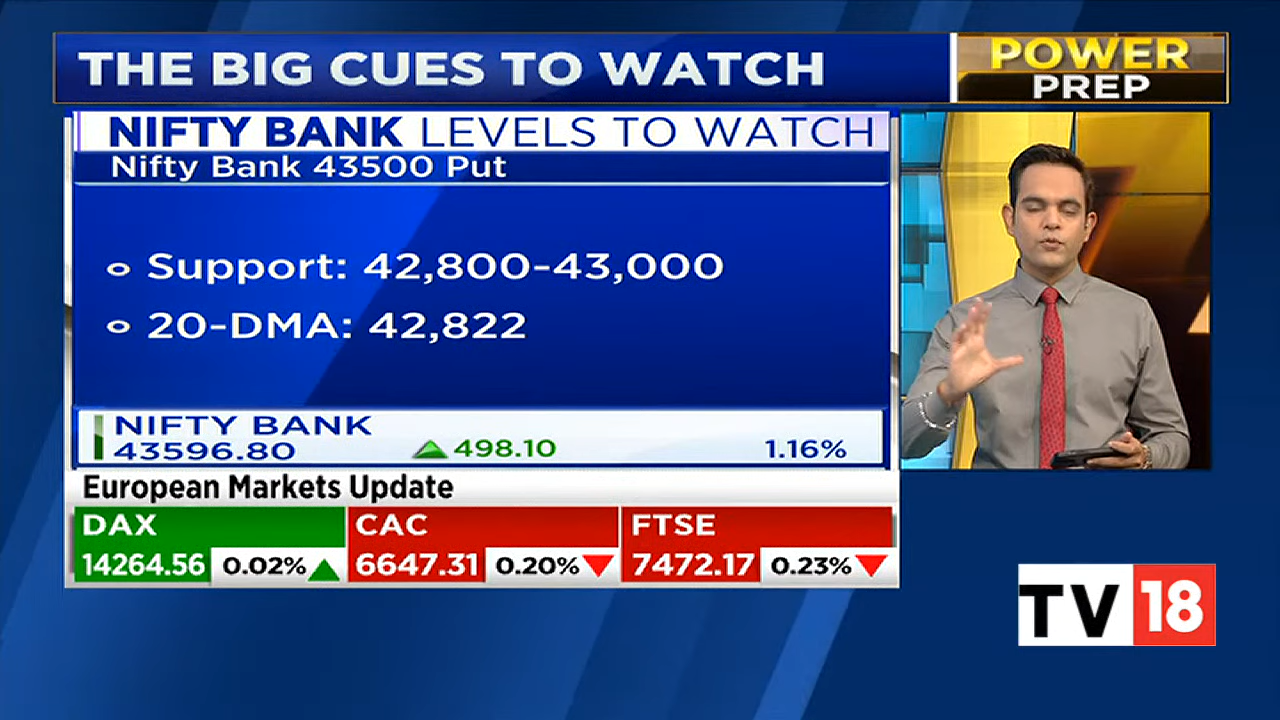 THE BIG CUES TO WATCH
POWER
PREP
NIFTY BANK LEVELS TO WATCH
Nifty Bank 43500 Put
Support: 42,800-43,000
20-DMA: 42,822
NIFTY BANK
43596.80 498.10 1.16%
European Markets Update
DAX CAC FTSE
14264.56 0.02% 6647.31 0.20% 7472.17 0.23%
TV18